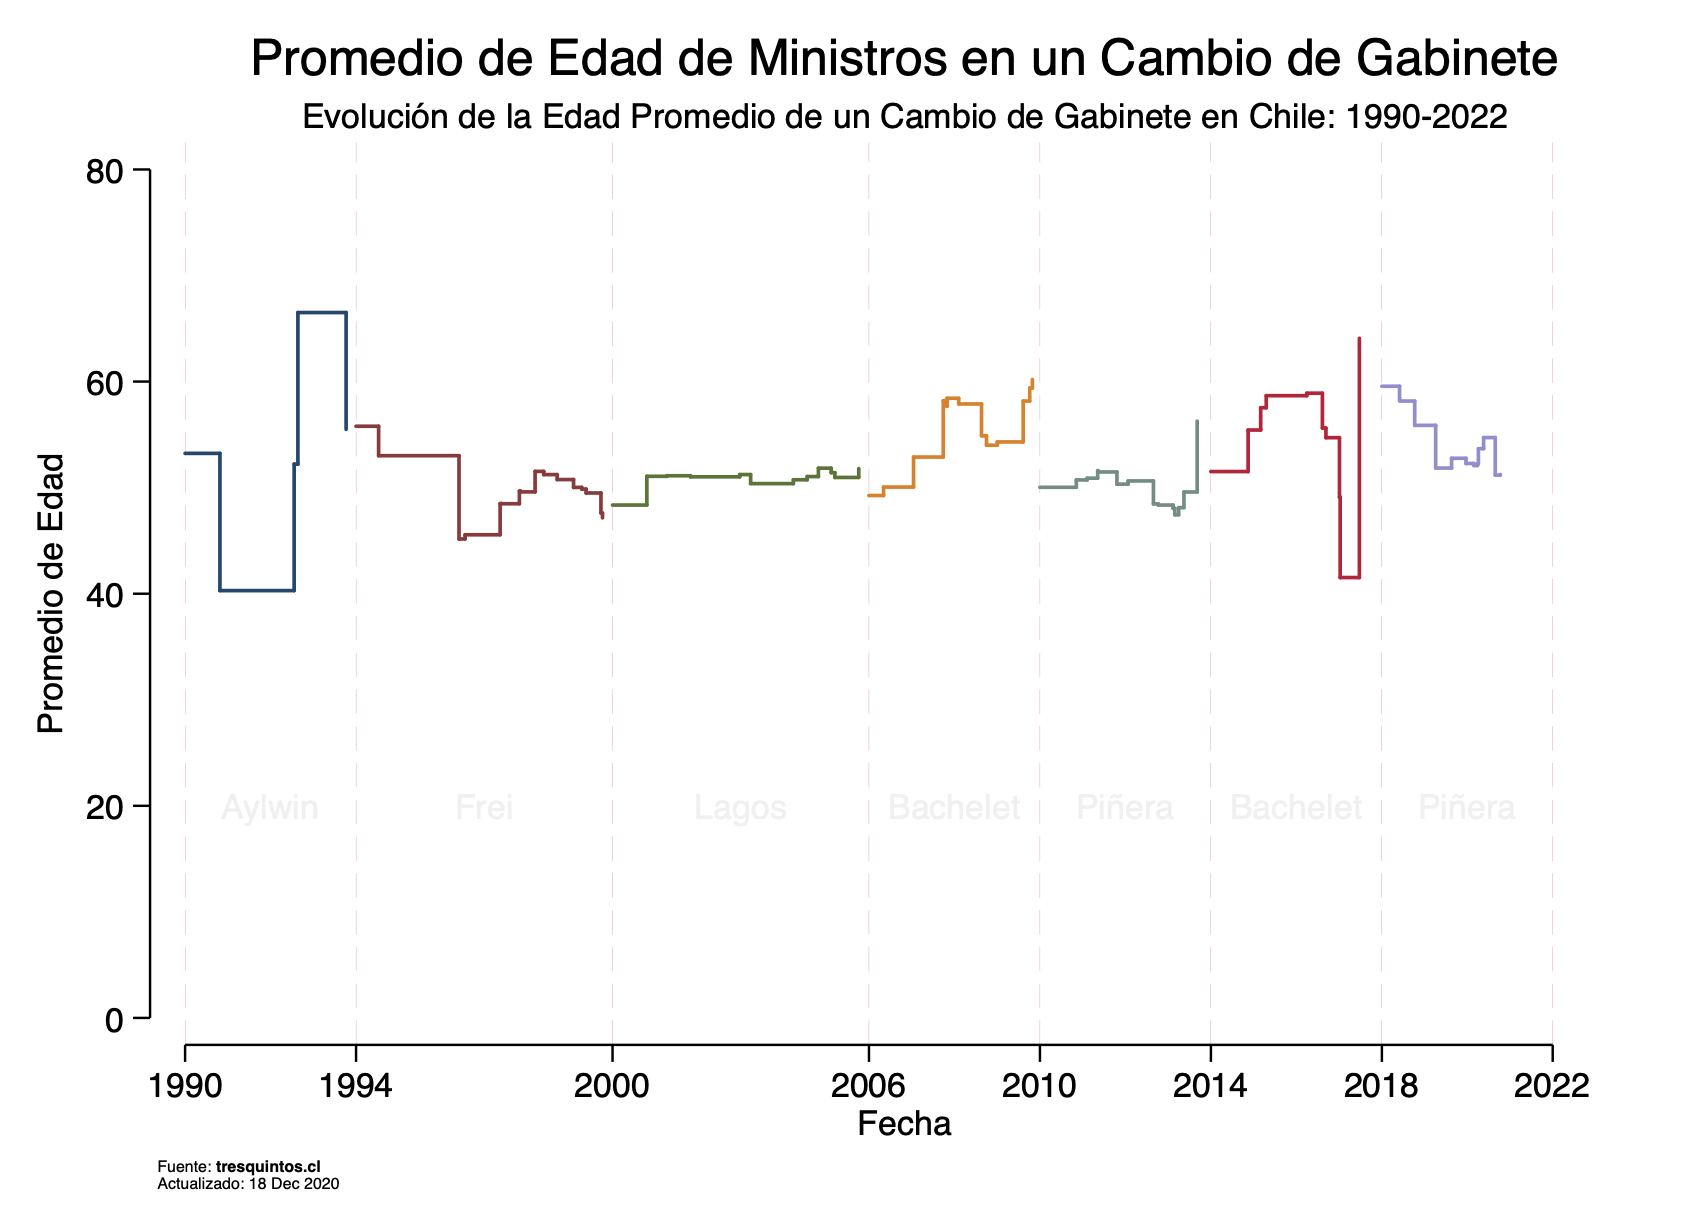 Promedio de Edad de Ministros en un Cambio de Gabinete
Evolución de la Edad Promedio de un Cambio de Gabinete en Chile: 1990-2022
80
60
40
20
0
Promedio de Edad
Aylwin Frei Lagos Bachelet Piñera Bachelet Piñera
1990 1994 2000 2006 2010 2014 2018 2022
Fecha
Fuente: tresquintos.cl
Actualizado: 18 Dec 2020